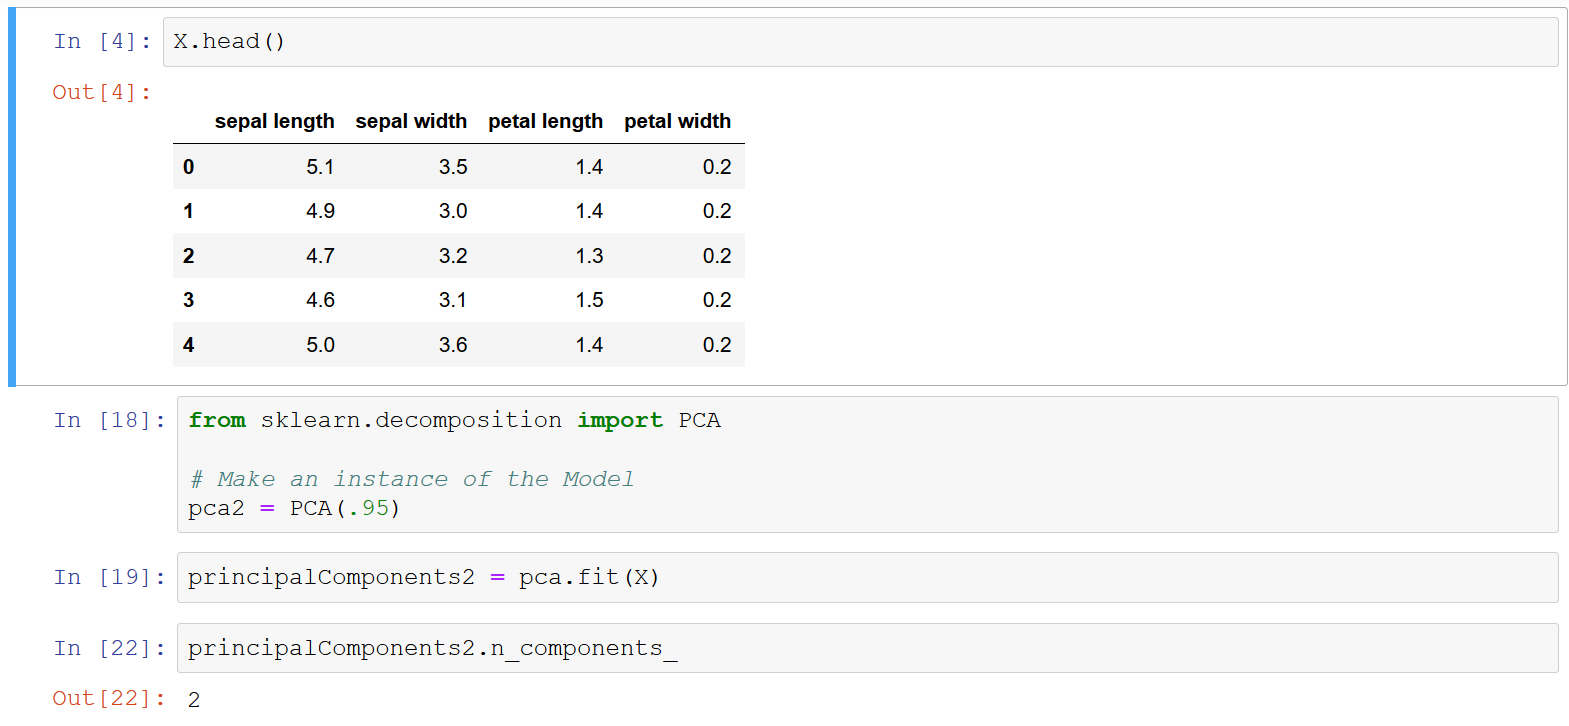 In [4]: X.head()
Out[4]:
sepal length sepal width petal length petal width
0 5.1 3.5 1.4 0.2
1 4.9 3.0 1.4 0.2
2 4.7 3.2 1.3 0.2
3 4.6 3.1 1.5 0.2
4 5.0 3.6 1.4 0.2
In [18]: from sklearn.decomposition import PCA
# Make an instance of the Model
pca2 = PCA(.95)
In [19]: principalComponents2 = pca.fit(X)
In [22]: principalComponents2.n_components_
Out[22]: 2